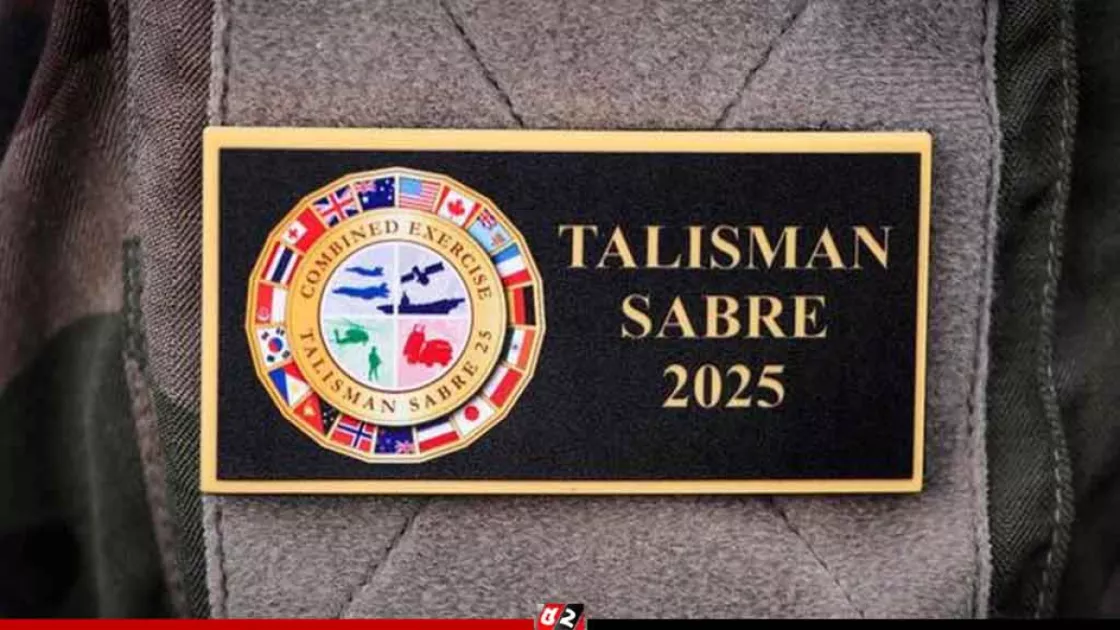 COMBINED EXERCISE
TALISMAN SABRE 25
TALISMAN
SABRE
2025